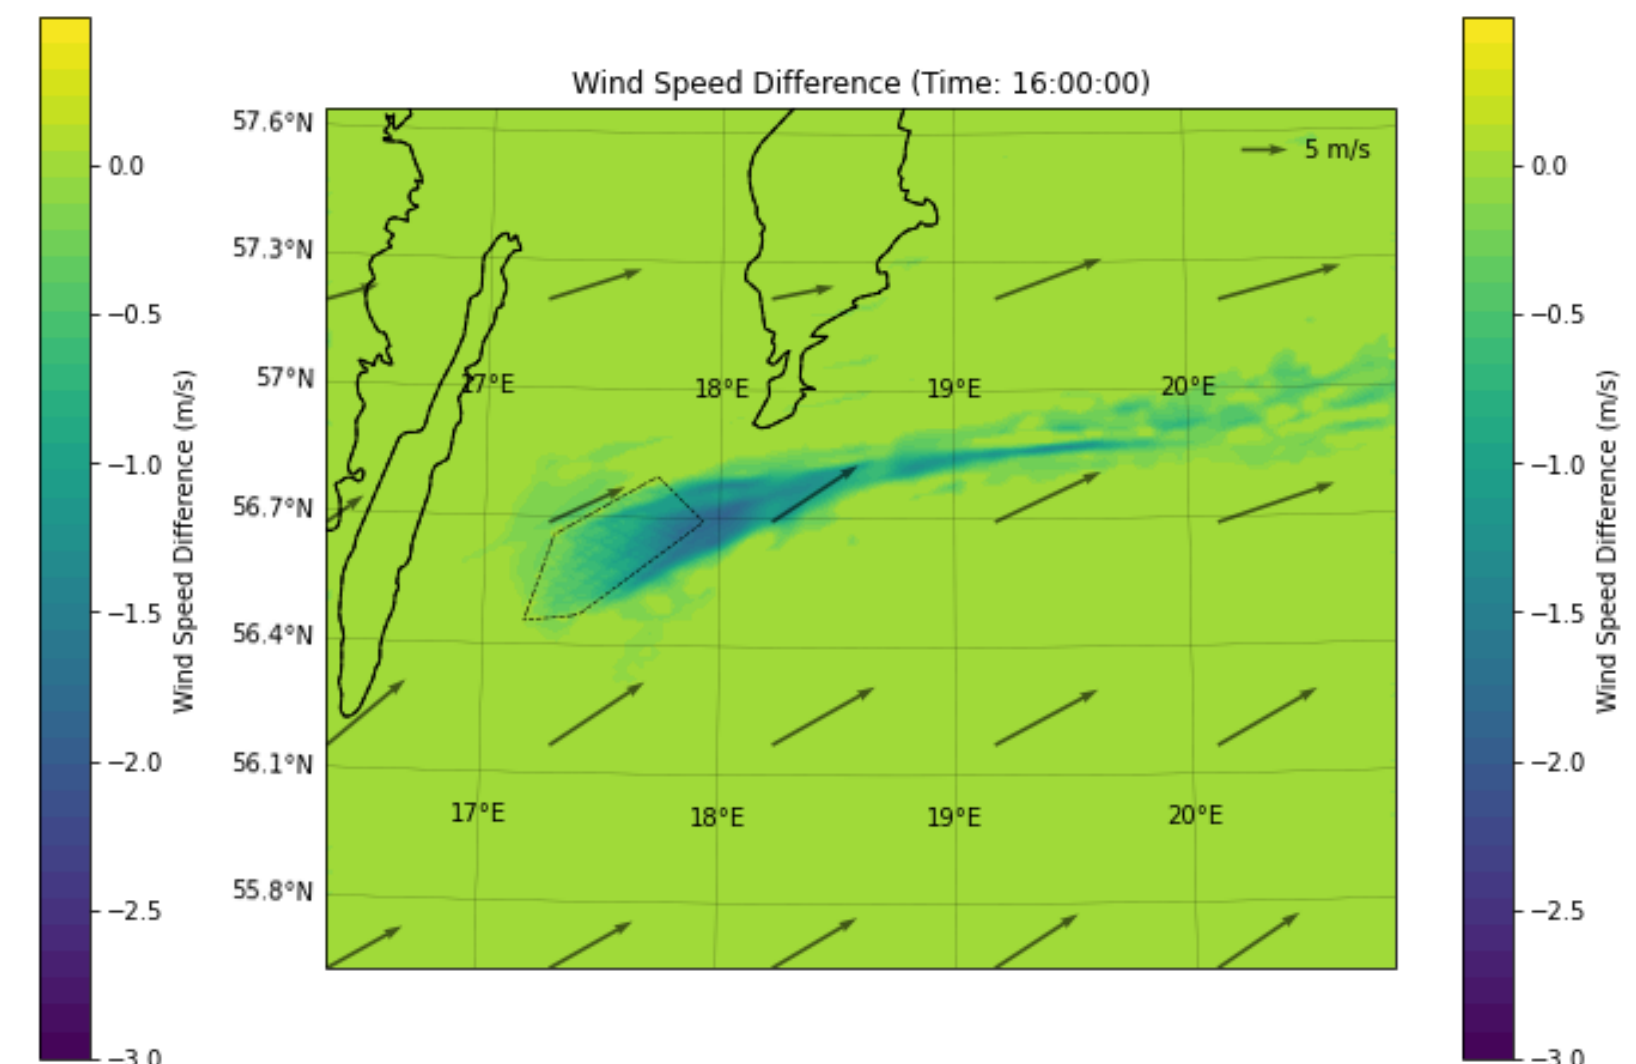 Wind Speed Difference (Time: 16:00:00)
0.0
−0.5
−1.0
−1.5
−2.0
−2.5
−3.0
Wind Speed Difference (m/s)
57.6°N
57.3°N
57°N
56.7°N
56.4°N
56.1°N
55.8°N
5 m/s
17°E 18°E 19°E 20°E
17°E 18°E 19°E 20°E
0.0
−0.5
−1.0
−1.5
−2.0
−2.5
−3.0
Wind Speed Difference (m/s)